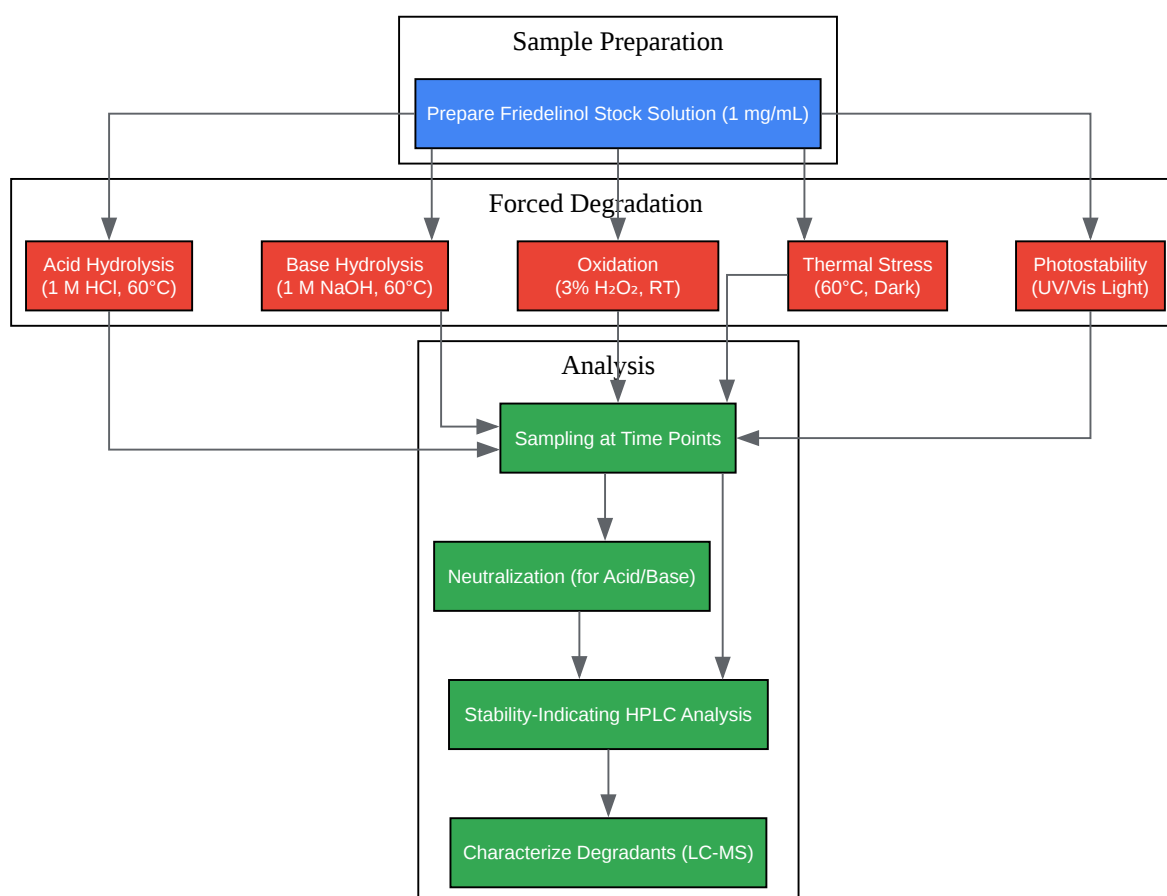 Sample Preparation
Prepare Friedelinol Stock Solution (1 mg/mL)
Forced Degradation
Acid Hydrolysis
(1 M HCl, 60°C)
Base Hydrolysis
(1 M NaOH, 60°C)
Oxidation
(3% H₂O₂, RT)
Thermal Stress
(60°C, Dark)
Photostability
(UV/Vis Light)
Analysis
Sampling at Time Points
Neutralization (for Acid/Base)
Stability-Indicating HPLC Analysis
Characterize Degradants (LC-MS)